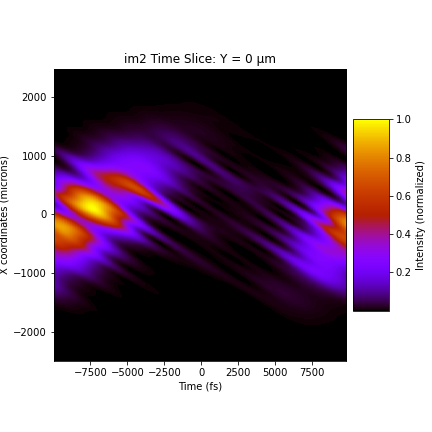 im2 Time Slice: Y = 0 μm
X coordinates (microns)
2000
1000
0
−1000
−2000
−7500 −5000 −2500 0 2500 5000 7500
Time (fs)
1.0
0.8
0.6
0.4
0.2
Intensity (normalized)